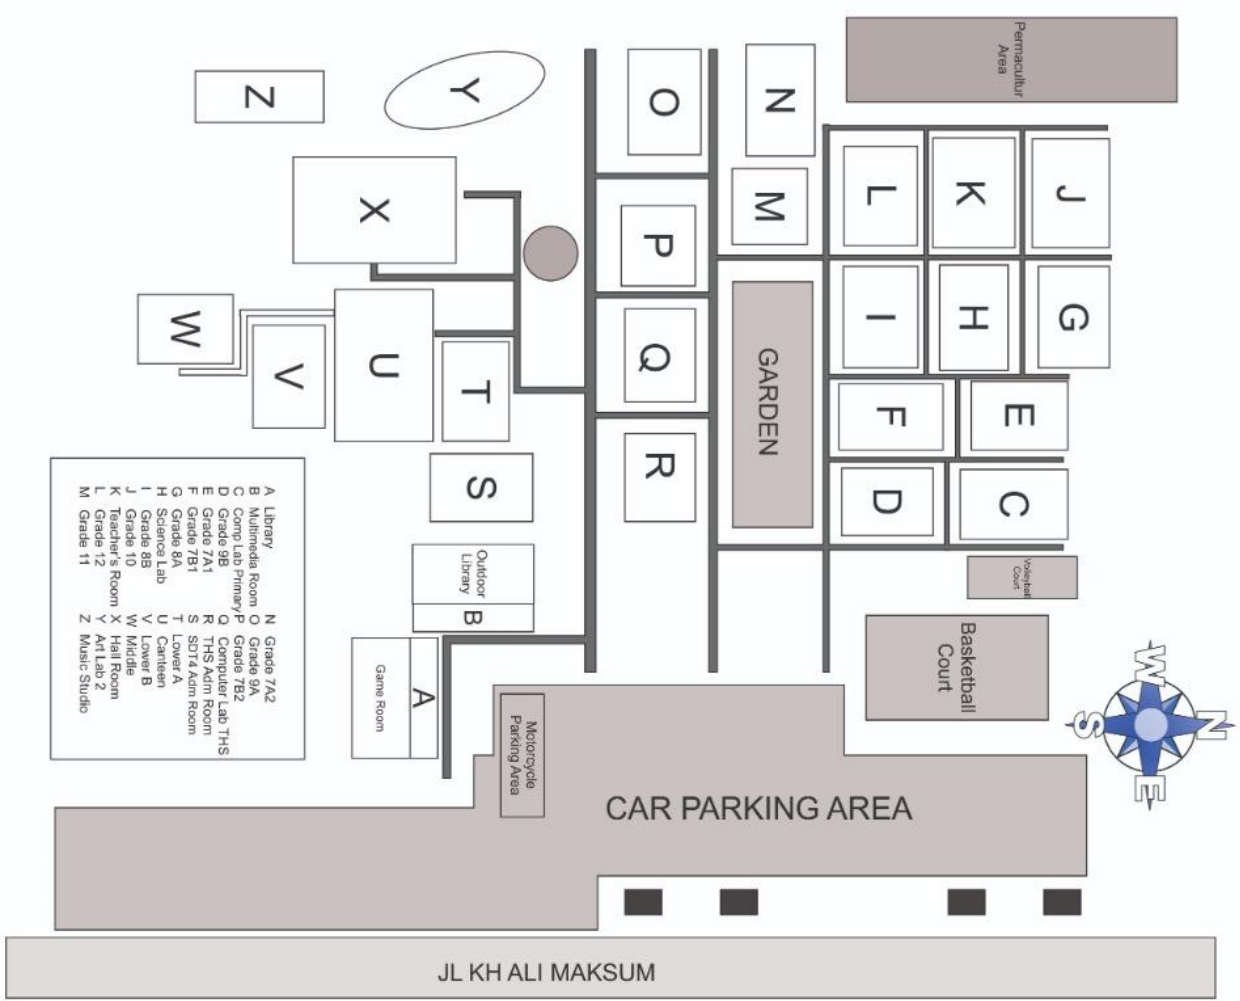 Permacultur
Area
Z
Y
O
N
X
P
M
L
K
J
W
V
U
T
Q
GARDEN
I
H
G
F
E
S
R
D
C
Outdoor
Library
B
Volleyball
Court
Game Room
A
Basketball
Court
Motorcycle
Parking Area
CAR PARKING AREA
JL KH ALI MAKSUM
W
N
S
E
A Library
B Multimedia Room
C Comp Lab Primary
D Grade 9B
E Grade 7A1
F Grade 7B1
G Grade 8A
H Science Lab
I Grade 8B
J Grade 10
K Teacher's Room
L Grade 12
M Grade 11
N Grade 7A2
O Grade 9A
P Grade 7B2
Q Computer Lab THS
R THS Adm Room
S SDT4 Adm Room
T Lower A
U Canteen
V Lower B
W Middle
X Hall Room
Y Art Lab 2
Z Music Studio